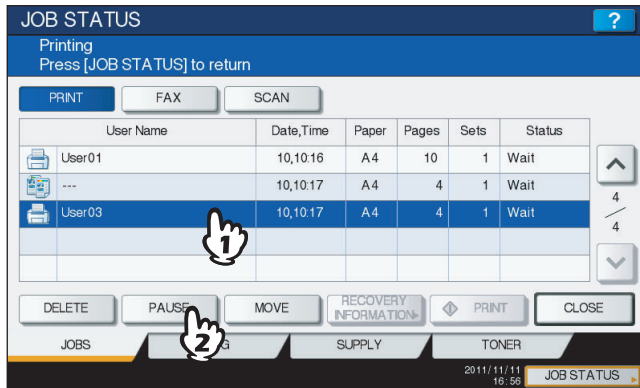 JOB STATUS
?
Printing
Press [JOB STATUS] to return
PRINT FAX SCAN
User Name Date,Time Paper Pages Sets Status
User01 10,10:16 A4 10 1 Wait
--- 10,10:17 A4 4 1 Wait
User03 10,10:17 A4 4 1 Wait
4
4
1
DELETE PAUSE MOVE RECOVERY INFORMATION PRINT CLOSE
2
JOBS G SUPPLY TONER
2011/11/11
16:56
JOB STATUS